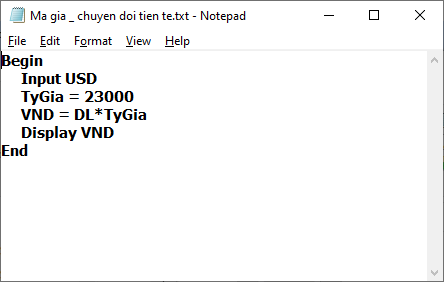 Ma gia _ chuyen doi tien te.txt - Notepad
File Edit Format View Help
Begin
Input USD
TyGia = 23000
VND = DL*TyGia
Display VND
End